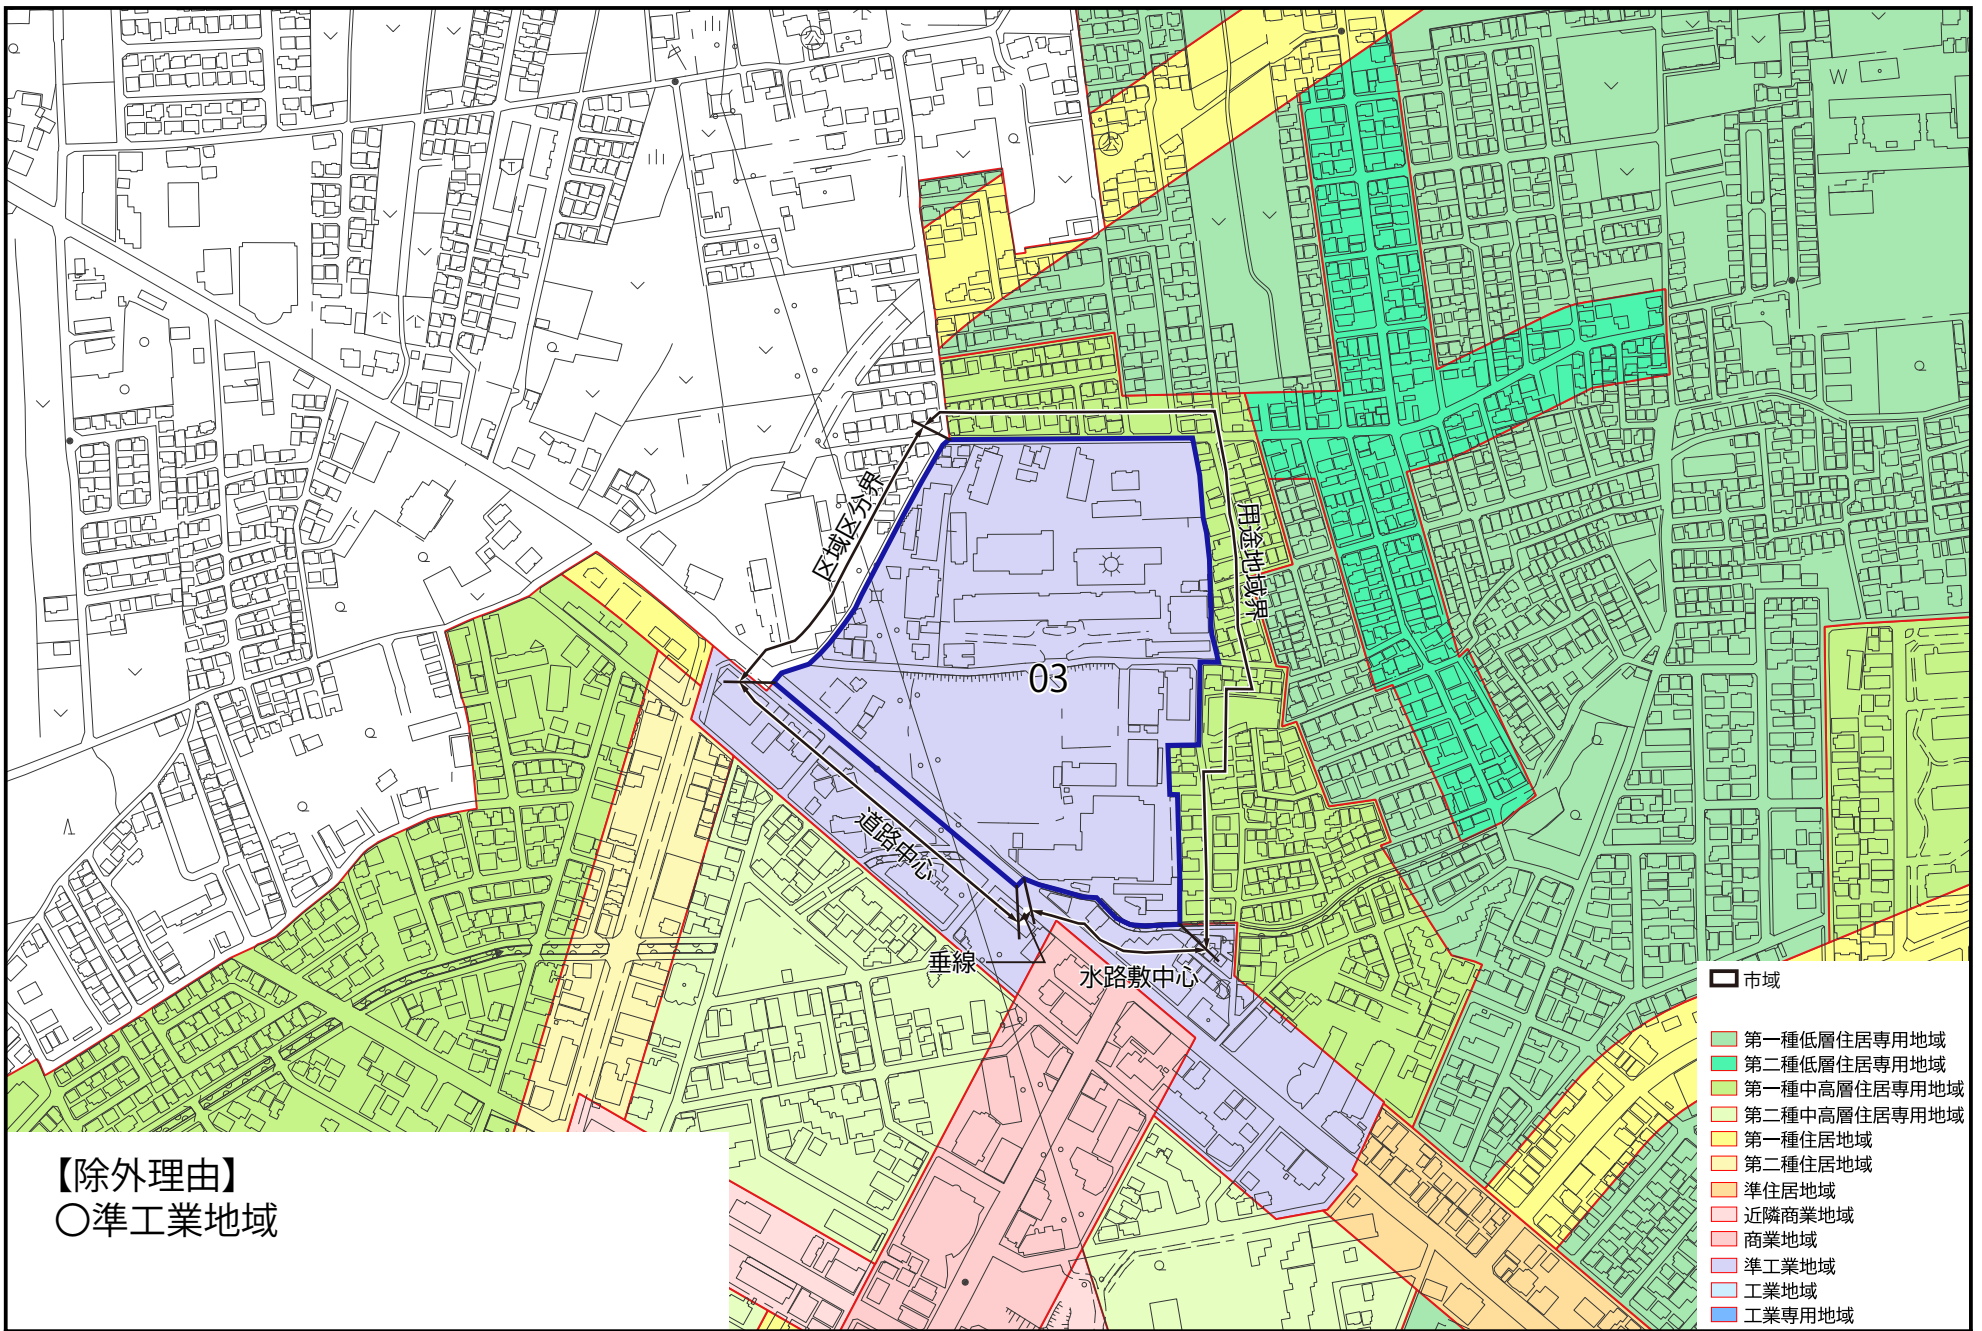 区域区分界
用途地域界
03
道路中心
垂線
水路敷中心
市域
第一種低層住居専用地域
第二種低層住居専用地域
第一種中高層住居専用地域
第二種中高層住居専用地域
第一種住居地域
第二種住居地域
準住居地域
近隣商業地域
商業地域
準工業地域
工業地域
工業専用地域
【除外理由】
〇準工業地域